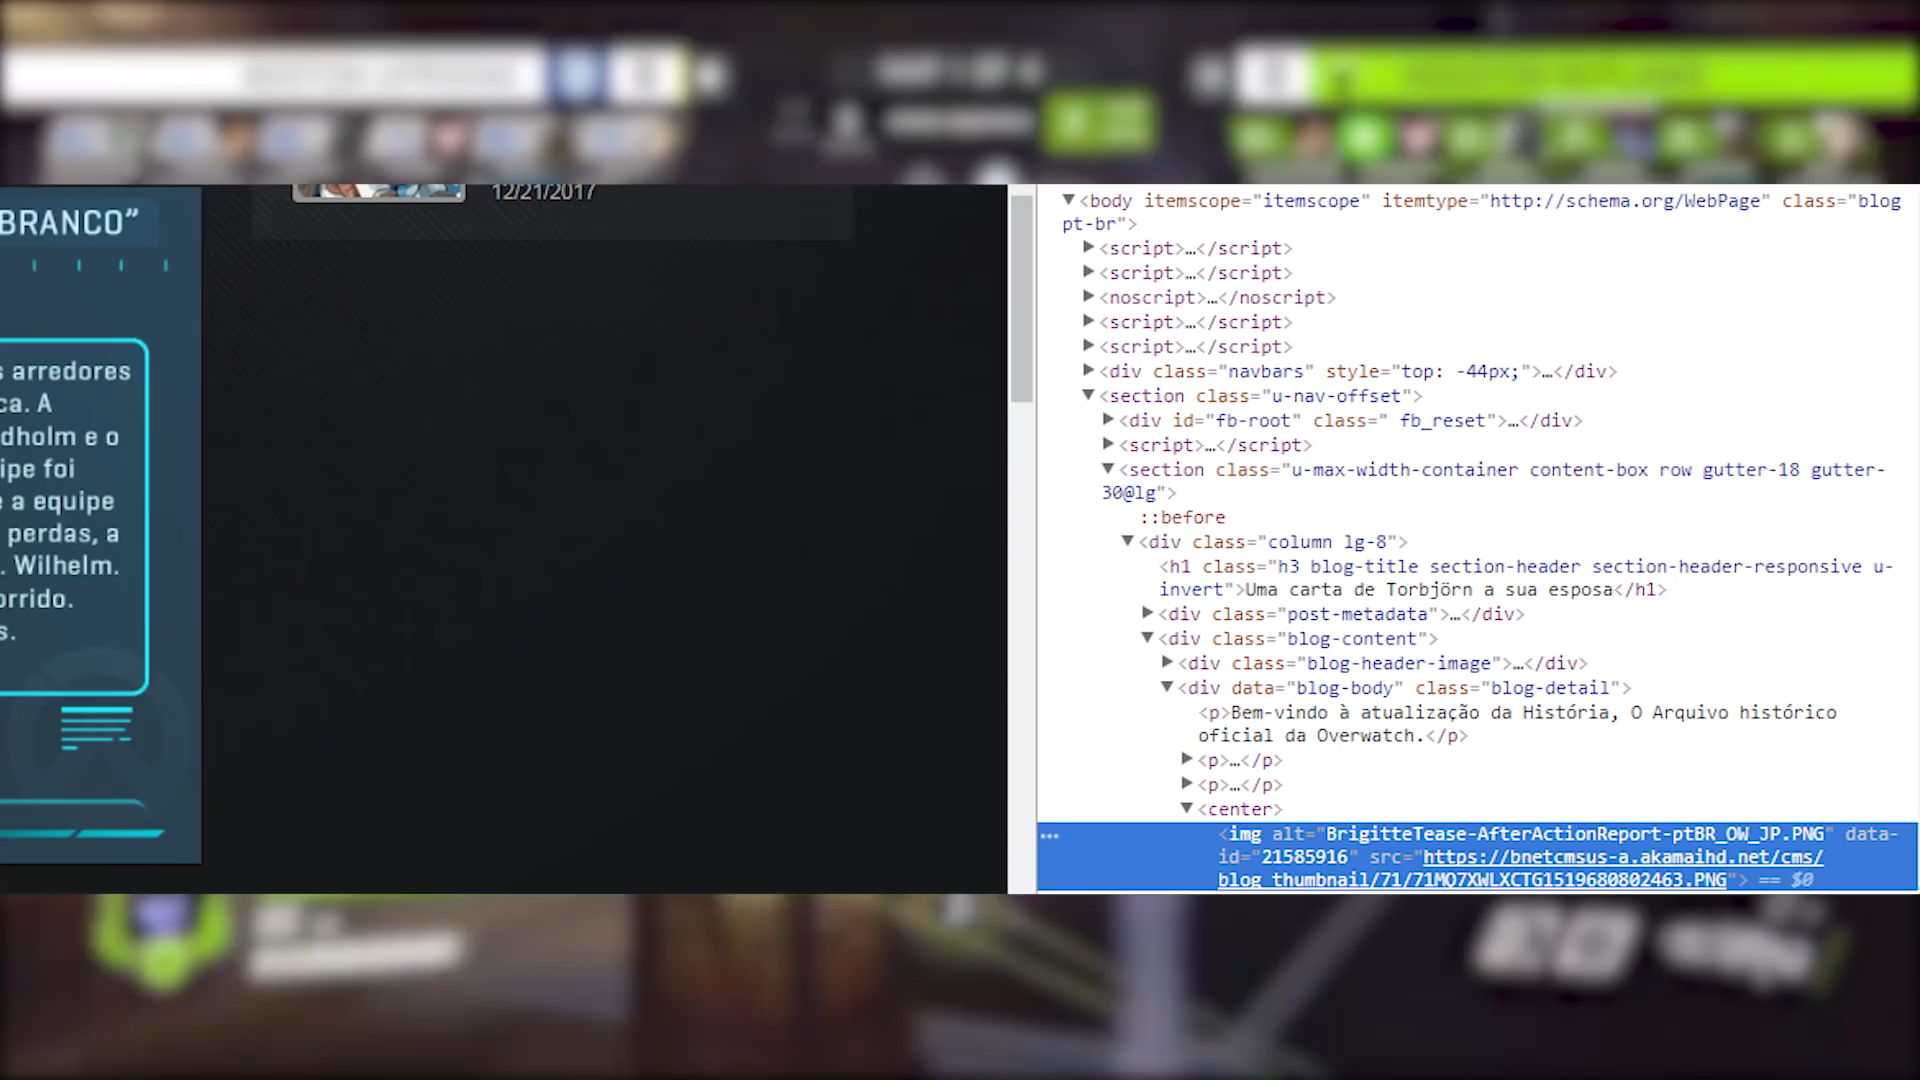 12/21/2017
BRANCO”
s arredores
ca. A
dholm e o
ipe foi
e a equipe
perdas, a
. Wilhelm.
orrido.
s.
<body itemscope="itemscope" itemtype="http://schema.org/WebPage" class="blog
pt-br">
<script>…</script>
<script>…</script>
<noscript>…</noscript>
<script>…</script>
<script>…</script>
<div class="navbars" style="top: -44px;">…</div>
<section class="u-nav-offset">
<div id="fb-root" class=" fb_reset">…</div>
<script>…</script>
<section class="u-max-width-container content-box row gutter-18 gutter-
30@lg">
::before
<div class="column lg-8">
<h1 class="h3 blog-title section-header section-header-responsive u-
invert">Uma carta de Torbjörn a sua esposa</h1>
<div class="post-metadata">…</div>
<div class="blog-content">
<div class="blog-header-image">…</div>
<div data="blog-body" class="blog-detail">
<p>Bem-vindo à atualização da História, O Arquivo histórico
oficial da Overwatch.</p>
<p>…</p>
<p>…</p>
<center>
<img alt="BrigitteTease-AfterActionReport-ptBR_OW_JP.PNG" data-
id="21585916" src="https://bnetcmsus-a.akamaihd.net/cms/
blog_thumbnail/71/71MQ7XWLXCTG1519680802463.PNG"> == $0